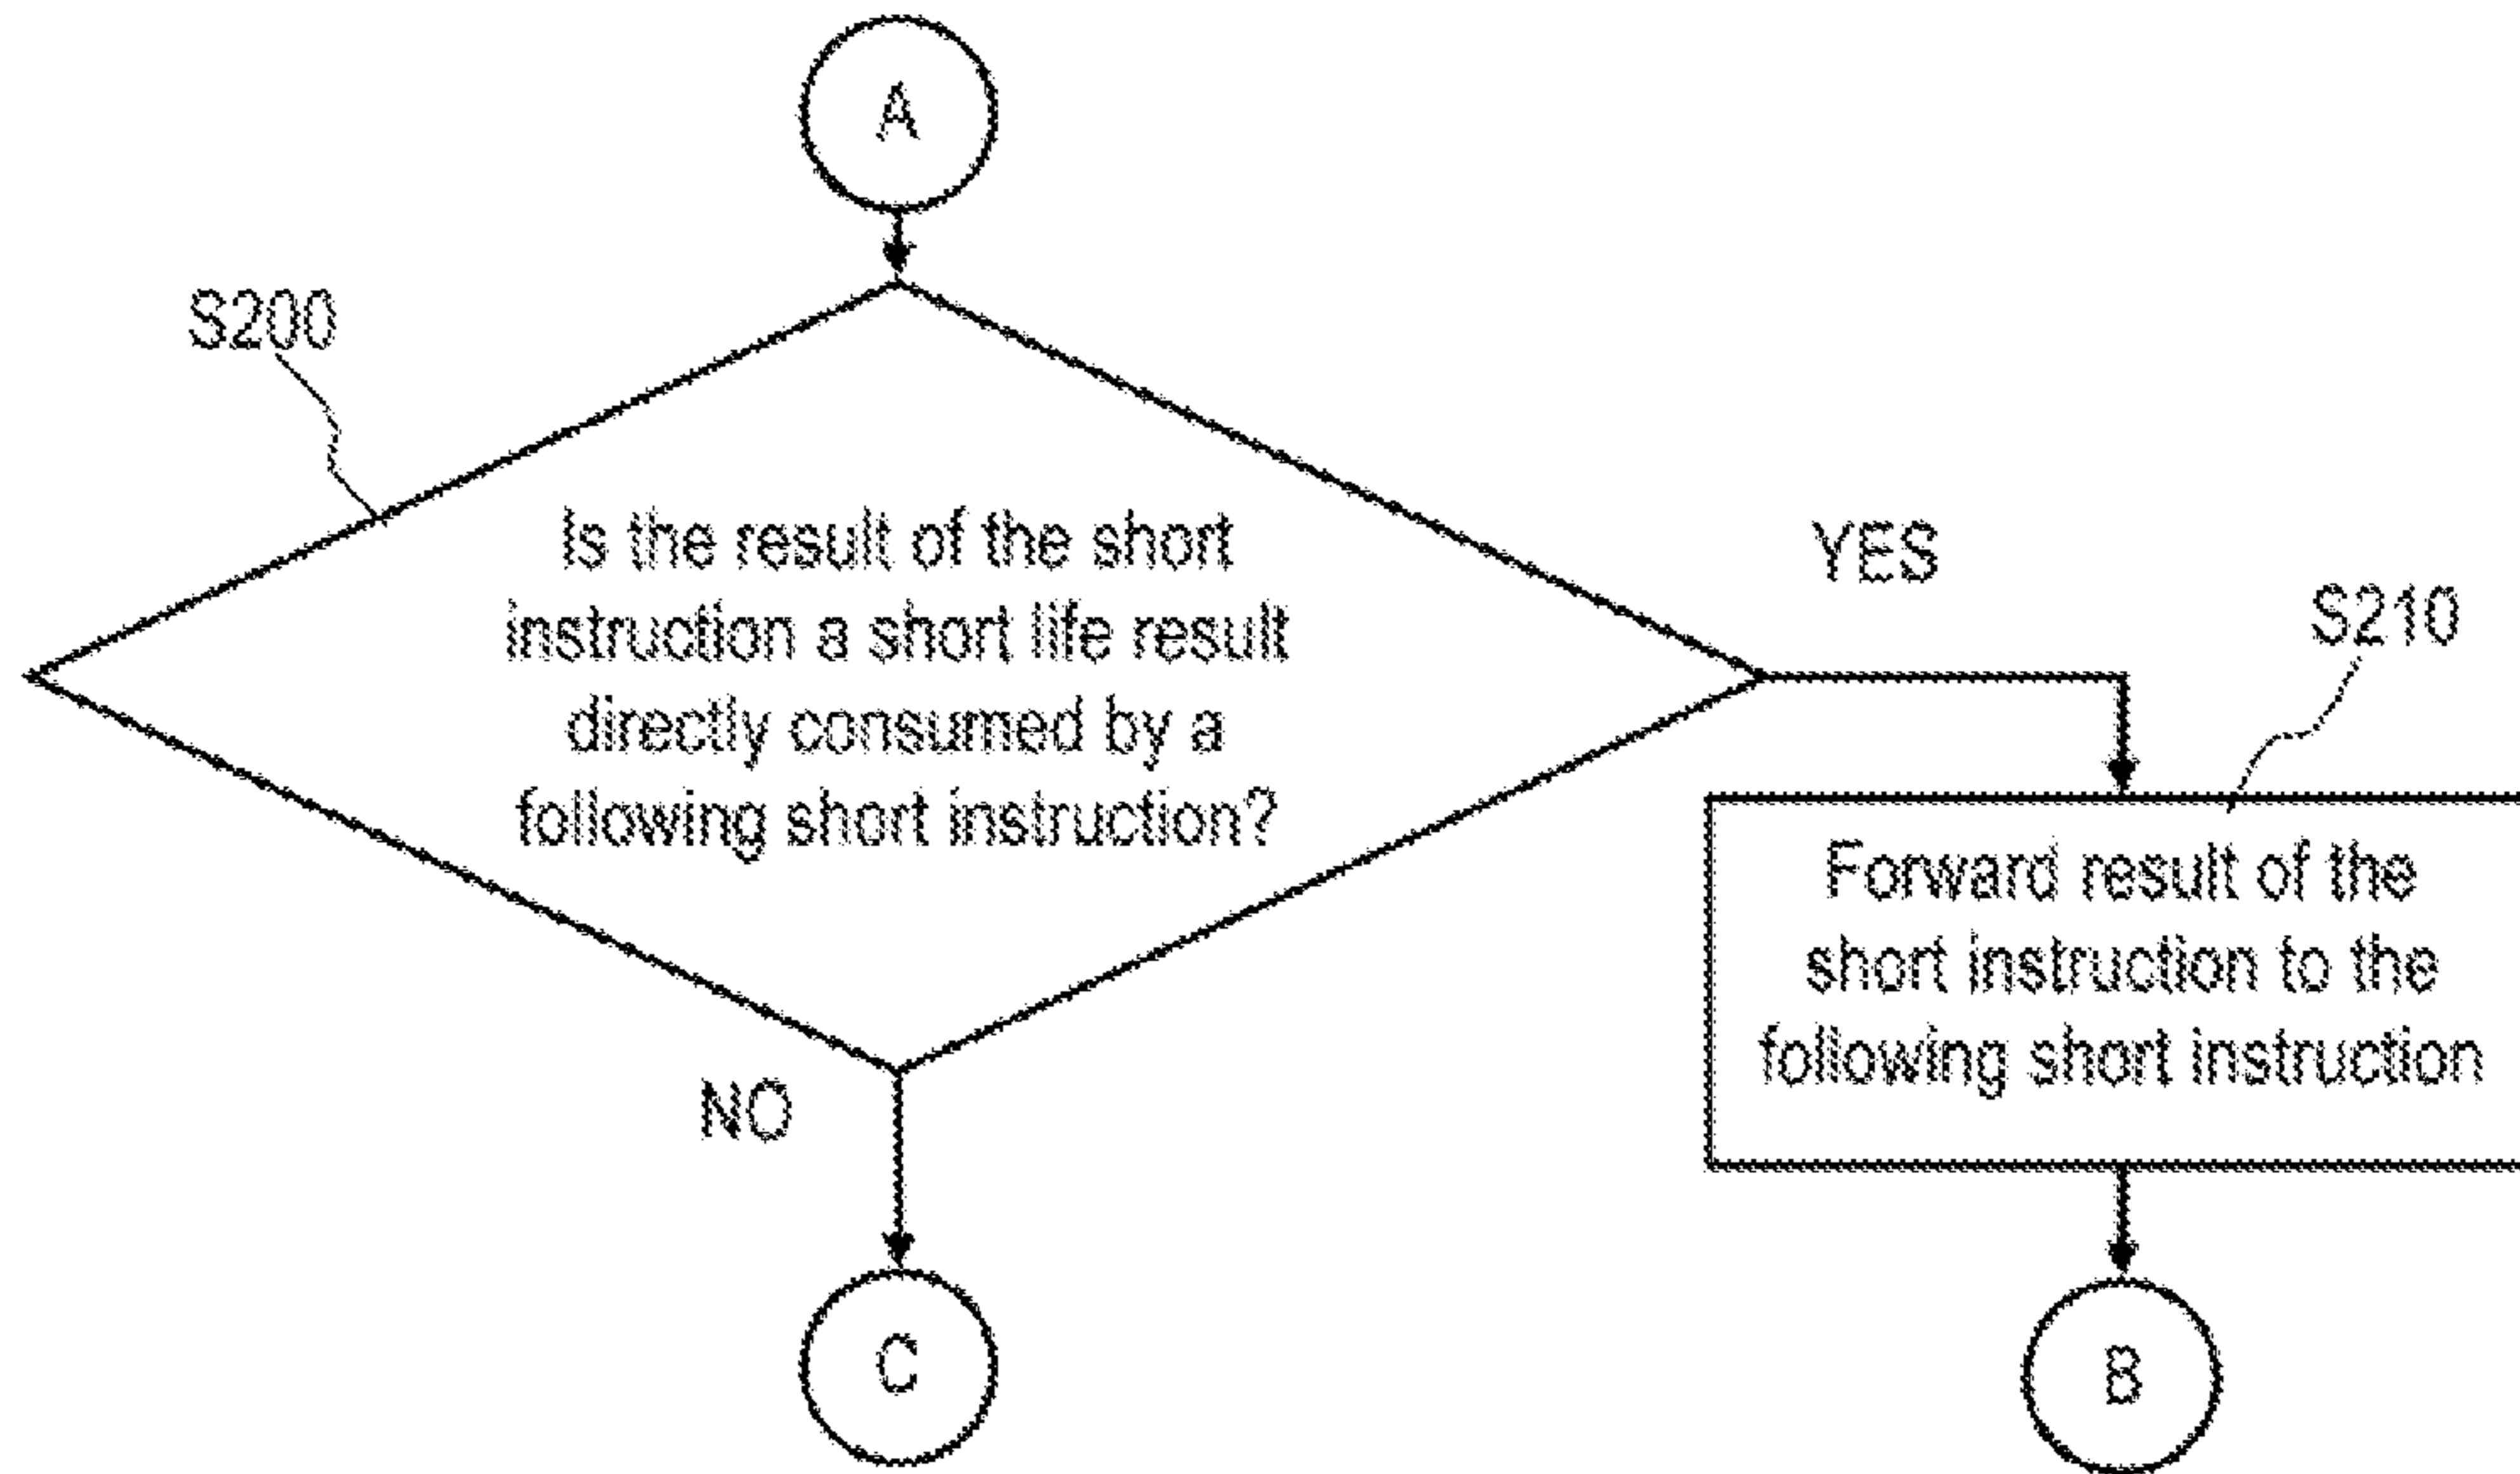 A
S200
Is the result of the short
instruction a short life result
directly consumed by a
following short instruction?
YES
S210
Forward result of the
short instruction to the
following short instruction
NO
C
B